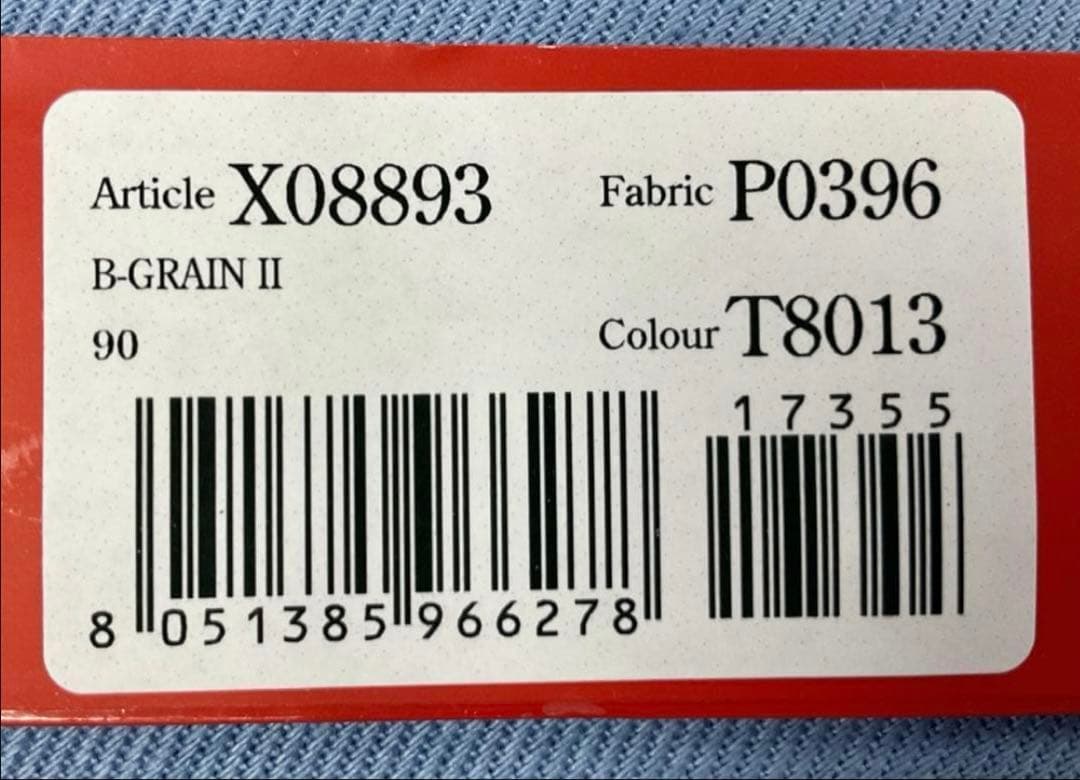 Article X08893 Fabric P0396
B-GRAIN II
90 Colour T8013
17355
8 051385 966278